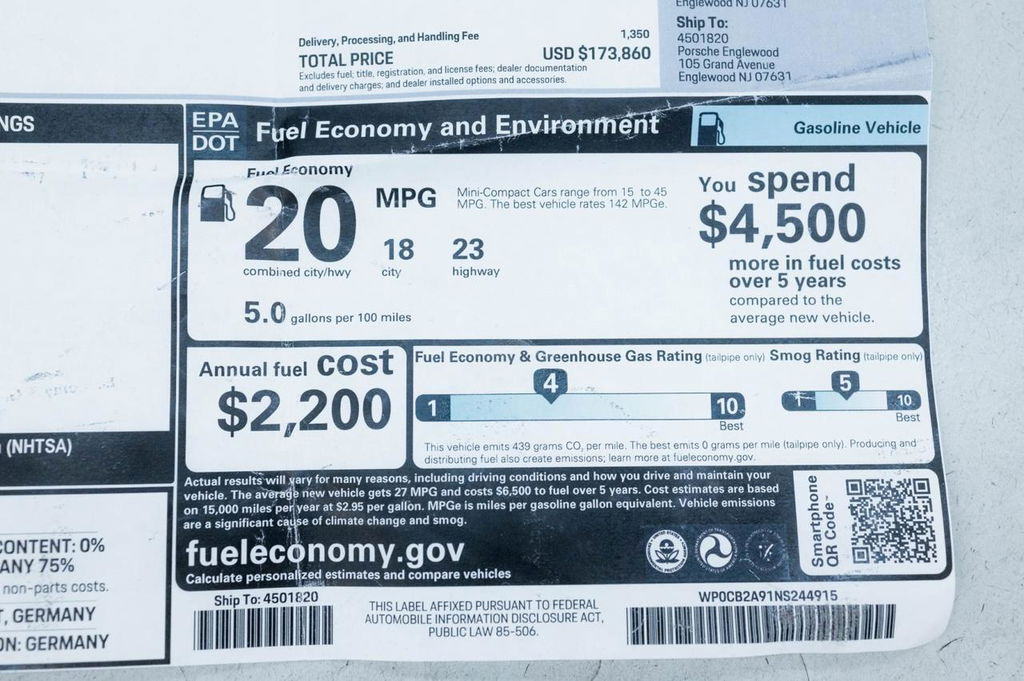 Englewood NJ 07631
Ship To:
4501820
Porsche Englewood
105 Grand Avenue
Englewood NJ 07631
Delivery, Processing, and Handling Fee 1,350
TOTAL PRICE USD $173,860
Excludes fuel, title, registration, and license fees; dealer documentation
and delivery charges; and dealer installed options and accessories.
NGS
(NHTSA)
CONTENT: 0%
ANY 75%
non-parts costs.
T, GERMANY
ON: GERMANY
EPA
DOT
Fuel Economy and Environment
Gasoline Vehicle
Fuel Economy
20
combined city/hwy
MPG
18
city
23
highway
5.0 gallons per 100 miles
Mini-Compact Cars range from 15 to 45
MPG. The best vehicle rates 142 MPGe.
You spend
$4,500
more in fuel costs
over 5 years
compared to the
average new vehicle.
Annual fuel cost
$2,200
Fuel Economy & Greenhouse Gas Rating (tailpipe only)
4
1 10
Best
Smog Rating (tailpipe only)
5
1 10
Best
This vehicle emits 439 grams CO₂ per mile. The best emits 0 grams per mile (tailpipe only). Producing and
distributing fuel also create emissions; learn more at fueleconomy.gov.
Actual results will vary for many reasons, including driving conditions and how you drive and maintain your
vehicle. The average new vehicle gets 27 MPG and costs $6,500 to fuel over 5 years. Cost estimates are based
on 15,000 miles per year at $2.95 per gallon. MPGe is miles per gasoline gallon equivalent. Vehicle emissions
are a significant cause of climate change and smog.
fueleconomy.gov
Calculate personalized estimates and compare vehicles
Smartphone
QR Code™
Ship To: 4501820
THIS LABEL AFFIXED PURSUANT TO FEDERAL
AUTOMOBILE INFORMATION DISCLOSURE ACT,
PUBLIC LAW 85-506.
WP0CB2A91NS244915